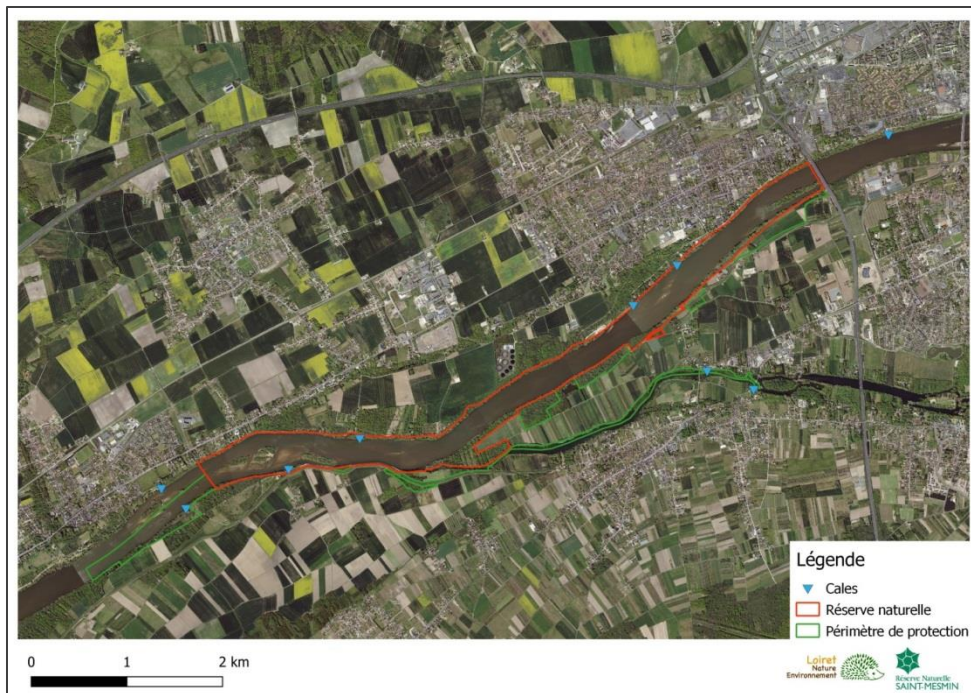 Légende
Cales
Réserve naturelle
Périmètre de protection
0 1 2 km
Loiret
Nature
Environnement
Réserve Naturelle
SAINT-MESMIN